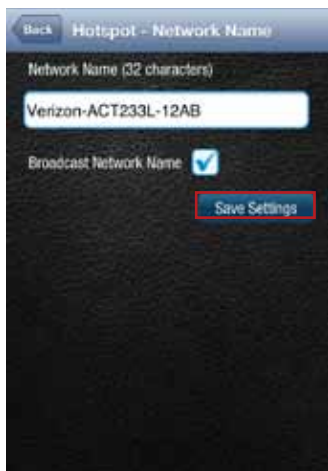 Back
Hotspot - Network Name
Network Name (32 characters)
Verizon-ACT233L-12AB
Broadcast Network Name
Save Settings